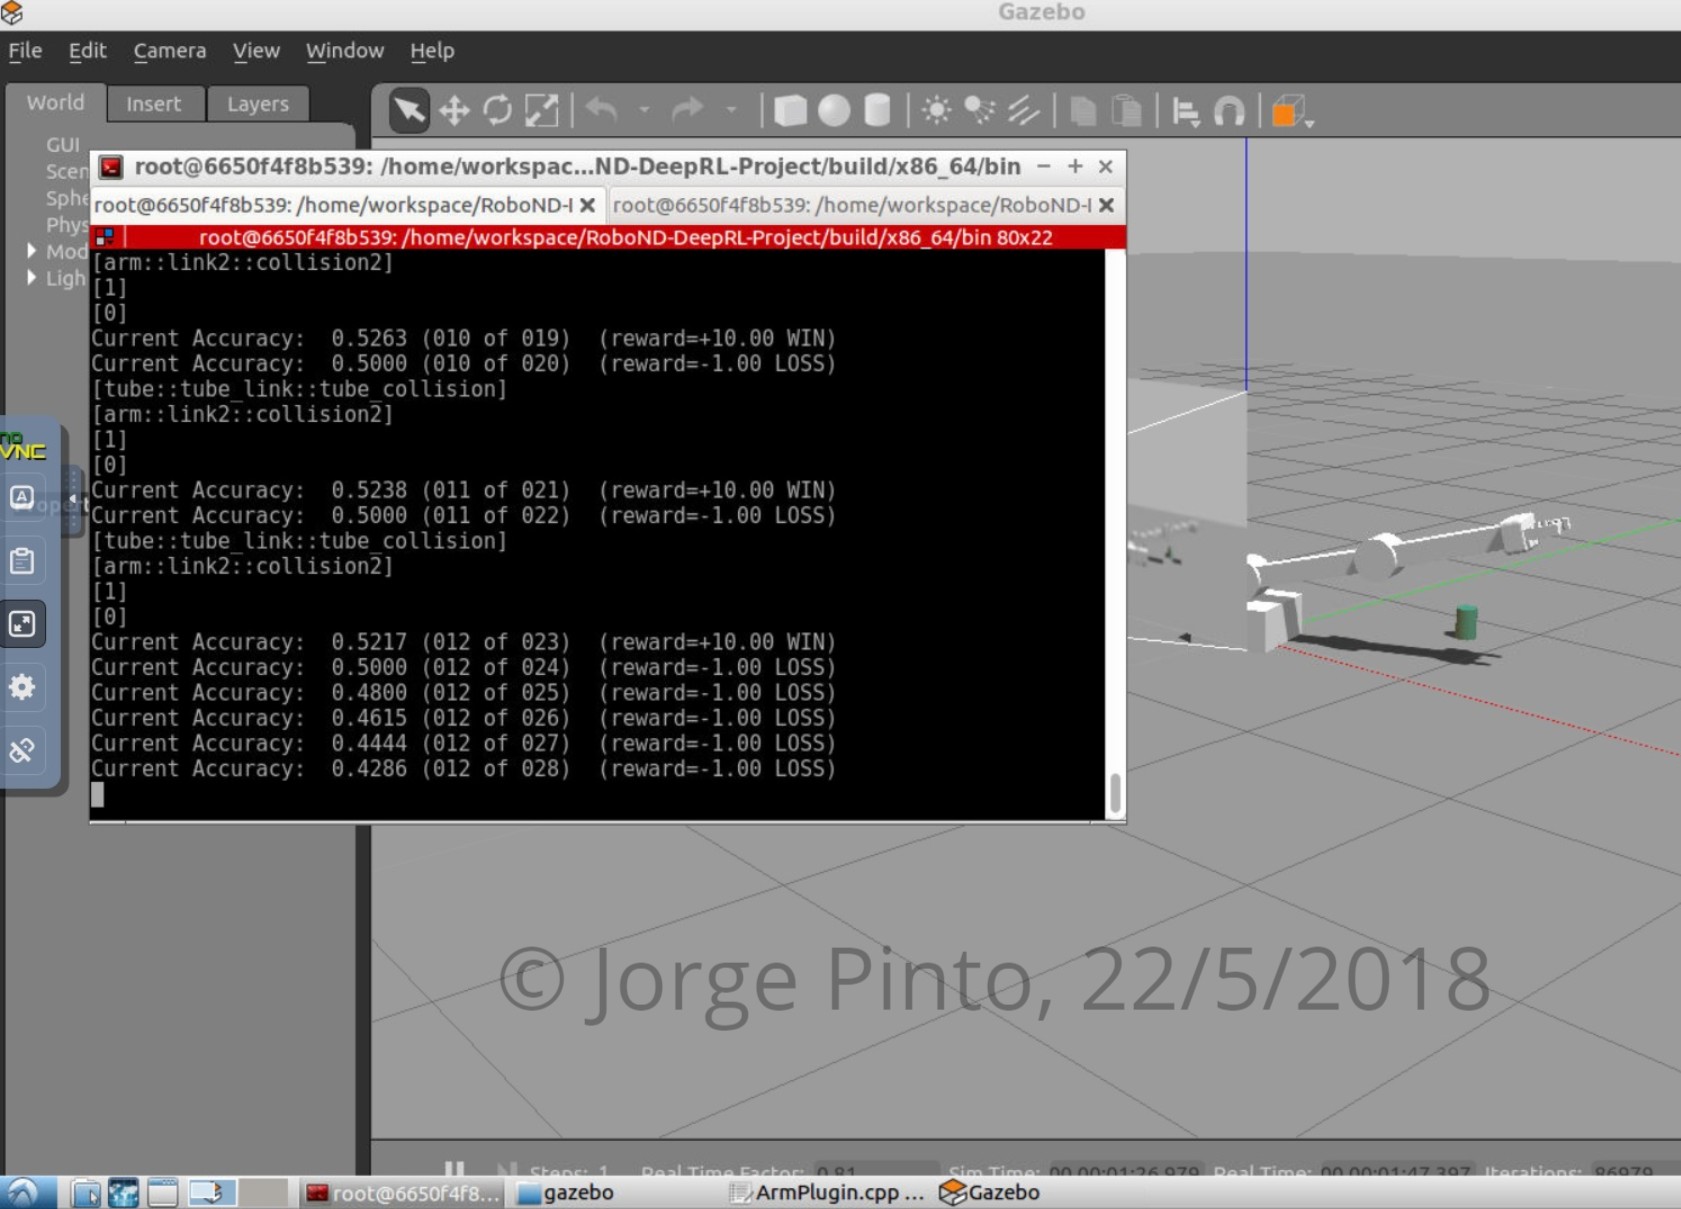 Gazebo
File Edit Camera View Window Help
World Insert Layers
GUI
Scen
Sphe
Phys
Mod
Ligh
root@6650f4f8b539: /home/workspac...ND-DeepRL-Project/build/x86_64/bin
root@6650f4f8b539: /home/workspace/RoboND-I root@6650f4f8b539: /home/workspace/RoboND-I
root@6650f4f8b539: /home/workspace/RoboND-DeepRL-Project/build/x86_64/bin 80x22
[arm::link2::collision2]
[1]
[0]
Current Accuracy:  0.5263 (010 of 019)  (reward=+10.00 WIN)
Current Accuracy:  0.5000 (010 of 020)  (reward=-1.00 LOSS)
[tube::tube_link::tube_collision]
[arm::link2::collision2]
[1]
[0]
Current Accuracy:  0.5238 (011 of 021)  (reward=+10.00 WIN)
Current Accuracy:  0.5000 (011 of 022)  (reward=-1.00 LOSS)
[tube::tube_link::tube_collision]
[arm::link2::collision2]
[1]
[0]
Current Accuracy:  0.5217 (012 of 023)  (reward=+10.00 WIN)
Current Accuracy:  0.5000 (012 of 024)  (reward=-1.00 LOSS)
Current Accuracy:  0.4800 (012 of 025)  (reward=-1.00 LOSS)
Current Accuracy:  0.4615 (012 of 026)  (reward=-1.00 LOSS)
Current Accuracy:  0.4444 (012 of 027)  (reward=-1.00 LOSS)
Current Accuracy:  0.4286 (012 of 028)  (reward=-1.00 LOSS)
no
VNC
A
Propert
© Jorge Pinto, 22/5/2018
Steps: 1 Real Time Factor: 0.81 Sim Time: 00 00:01:26.979 Real Time: 00 00:01:47.397 Iterations: 86979
root@6650f4f8... gazebo ArmPlugin.cpp ... Gazebo